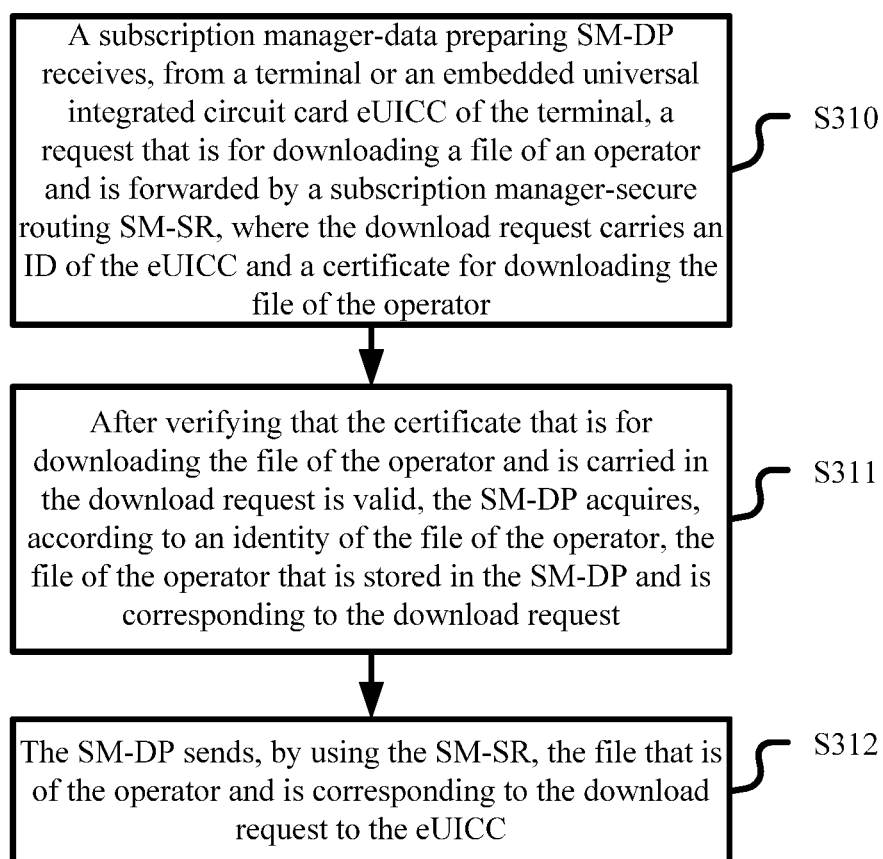 A subscription manager-data preparing SM-DP
receives, from a terminal or an embedded universal
integrated circuit card eUICC of the terminal, a
request that is for downloading a file of an operator
and is forwarded by a subscription manager-secure
routing SM-SR, where the download request carries an
ID of the eUICC and a certificate for downloading the
file of the operator
S310
After verifying that the certificate that is for
downloading the file of the operator and is carried in
the download request is valid, the SM-DP acquires,
according to an identity of the file of the operator, the
file of the operator that is stored in the SM-DP and is
corresponding to the download request
S311
The SM-DP sends, by using the SM-SR, the file that is
of the operator and is corresponding to the download
request to the eUICC
S312